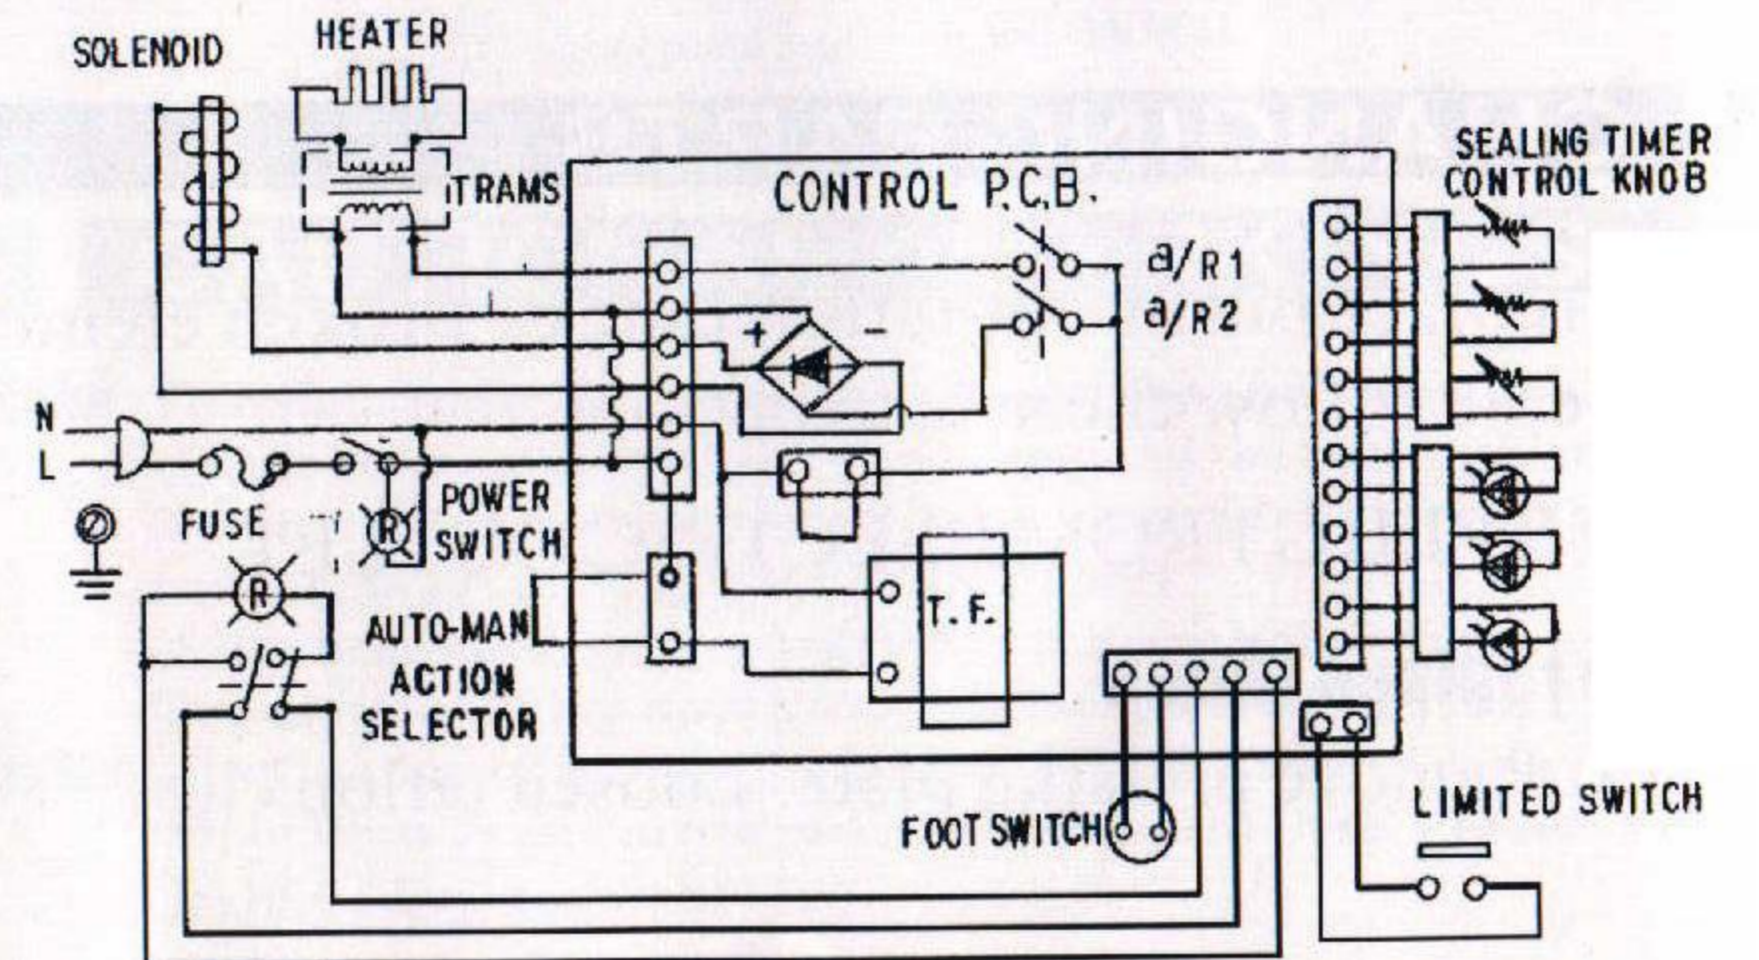 SOLENOID
HEATER
TRAMS
CONTROL P.C.B.
SEALING TIMER
CONTROL KNOB
a/R1
a/R2
+
-
N
L
FUSE
R
POWER
SWITCH
R
AUTO-MAN
ACTION
SELECTOR
T.F.
FOOT SWITCH
LIMITED SWITCH